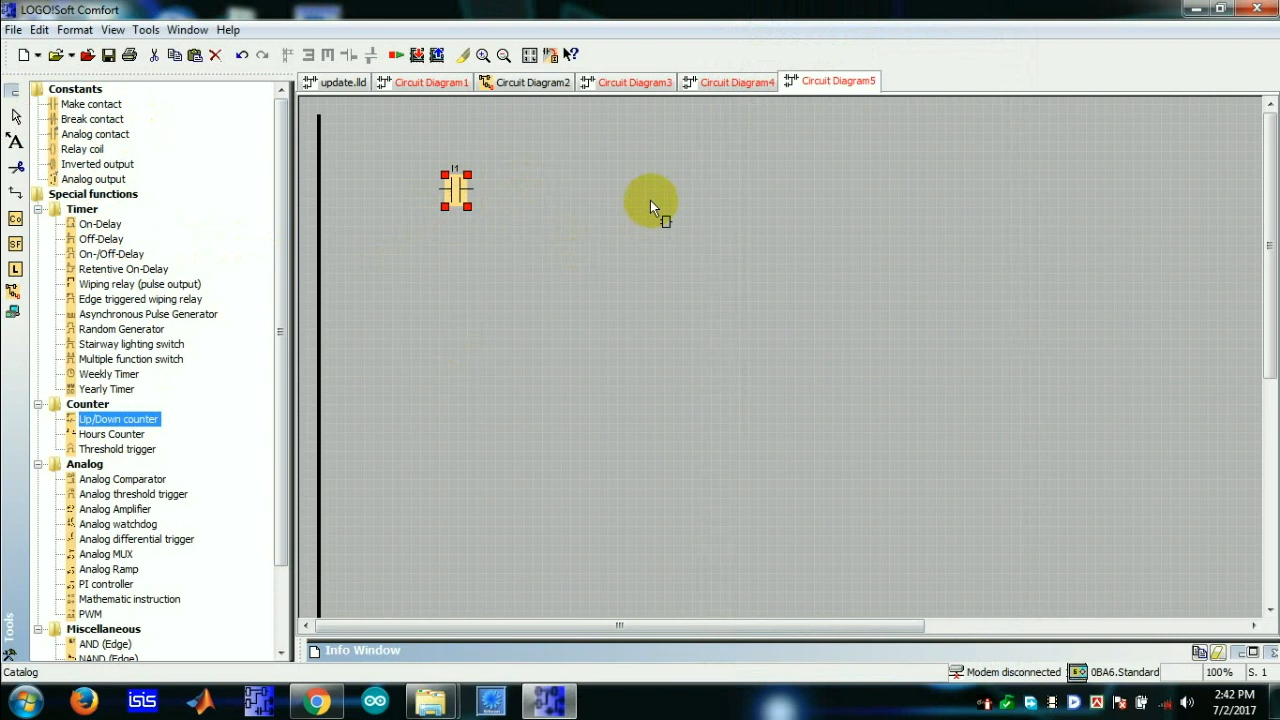 LOGO!Soft Comfort
File Edit Format View Tools Window Help
update.lld Circuit Diagram1 Circuit Diagram2 Circuit Diagram3 Circuit Diagram4 Circuit Diagram5
Constants
Make contact
Break contact
Analog contact
Relay coil
Inverted output
Analog output
Special functions
Timer
On-Delay
Off-Delay
On-/Off-Delay
Retentive On-Delay
Wiping relay (pulse output)
Edge triggered wiping relay
Asynchronous Pulse Generator
Random Generator
Stairway lighting switch
Multiple function switch
Weekly Timer
Yearly Timer
Counter
Up/Down counter
Hours Counter
Threshold trigger
Analog
Analog Comparator
Analog threshold trigger
Analog Amplifier
Analog watchdog
Analog differential trigger
Analog MUX
Analog Ramp
PI controller
Mathematic instruction
PWM
Miscellaneous
AND (Edge)
NAND (Edge)
Co
SF
L
Tools
I1
Info Window
Catalog
Modem disconnected
0BA6.Standard
100%
S. 1
isis
2:42 PM
7/2/2017